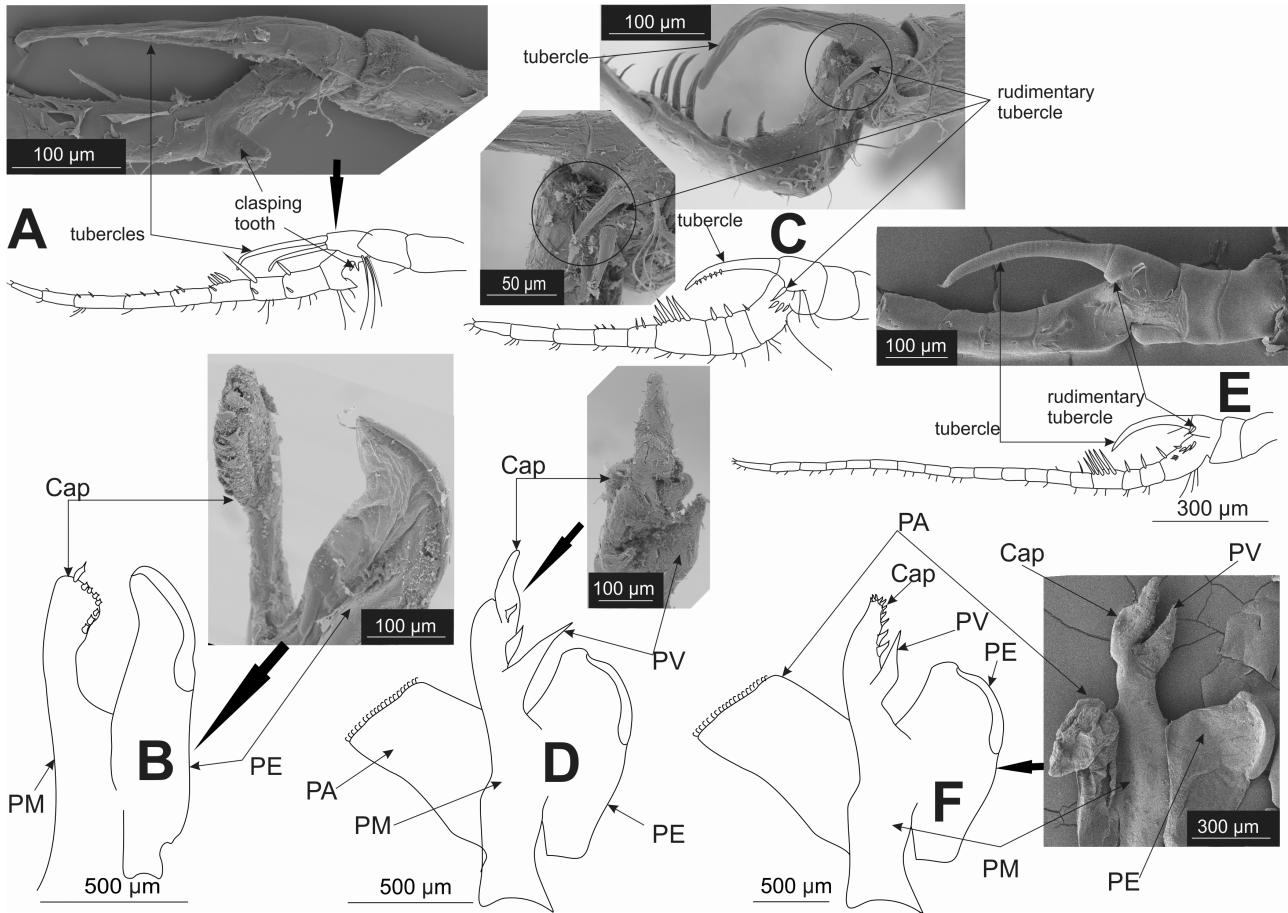 100 µm
100 µm
tubercle
rudimentary
tubercle
100 µm
clasping
tooth
A
tubercles
tubercle
C
50 µm
100 µm
rudimentary
tubercle
E
tubercle
300 µm
Cap
Cap
PA
Cap
PV
100 µm
100 µm
Cap
PV
PE
PV
B
PE
PM
D
PA
PM
PE
F
PM
300 µm
PE
500 µm
500 µm
500 µm